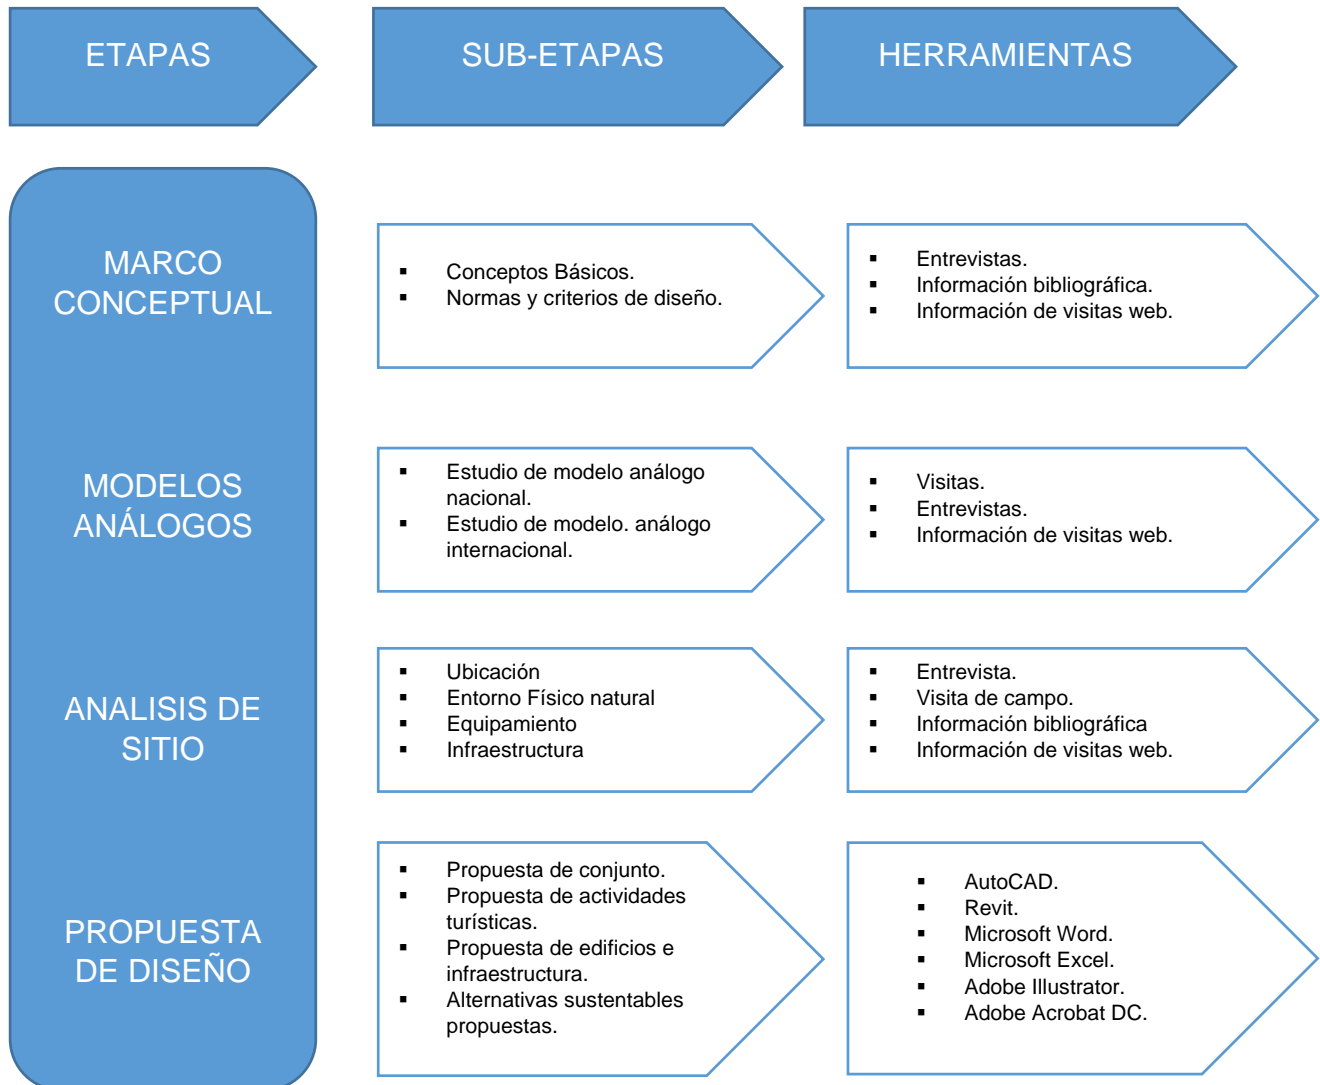 ETAPAS
SUB-ETAPAS
HERRAMIENTAS
MARCO
CONCEPTUAL
▪ Conceptos Básicos.
▪ Normas y criterios de diseño.
▪ Entrevistas.
▪ Información bibliográfica.
▪ Información de visitas web.
MODELOS
ANÁLOGOS
▪ Estudio de modelo análogo
nacional.
▪ Estudio de modelo. análogo
internacional.
▪ Visitas.
▪ Entrevistas.
▪ Información de visitas web.
ANALISIS DE
SITIO
▪ Ubicación
▪ Entorno Físico natural
▪ Equipamiento
▪ Infraestructura
▪ Entrevista.
▪ Visita de campo.
▪ Información bibliográfica
▪ Información de visitas web.
PROPUESTA
DE DISEÑO
▪ Propuesta de conjunto.
▪ Propuesta de actividades
turísticas.
▪ Propuesta de edificios e
infraestructura.
▪ Alternativas sustentables
propuestas.
▪ AutoCAD.
▪ Revit.
▪ Microsoft Word.
▪ Microsoft Excel.
▪ Adobe Illustrator.
▪ Adobe Acrobat DC.